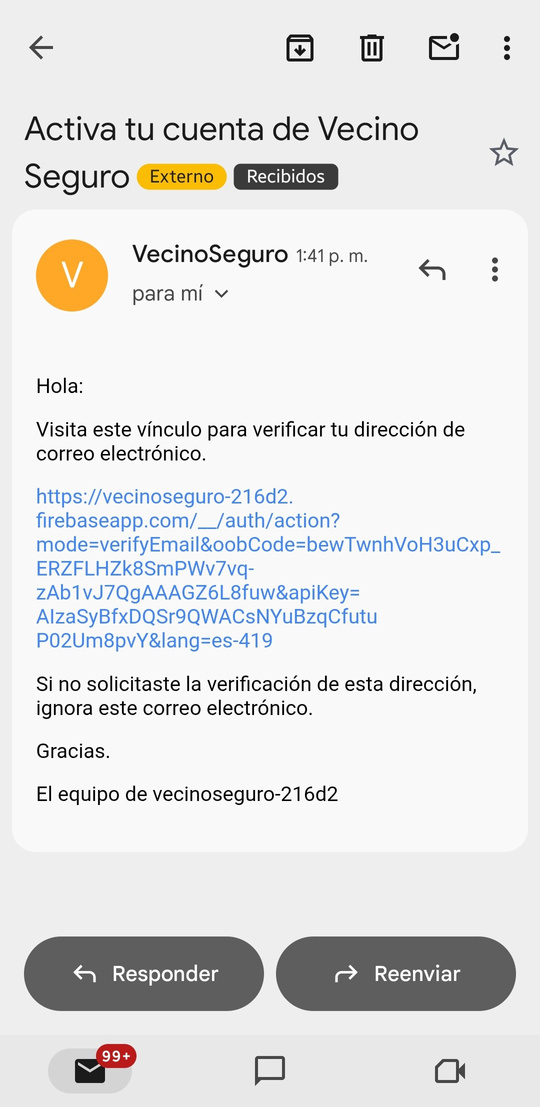 Activa tu cuenta de Vecino
Seguro Externo Recibidos
V
VecinoSeguro 1:41 p. m.
para mí
Hola:
Visita este vínculo para verificar tu dirección de
correo electrónico.
https://vecinoseguro-216d2.
firebaseapp.com/__/auth/action?
mode=verifyEmail&oobCode=bewTwnhVoH3uCxp_
ERZFLHZk8SmPWv7vq-
zAb1vJ7QgAAAGZ6L8fuw&apiKey=
AIzaSyBfxDQSr9QWACsNYuBzqCfutu
P02Um8pvY&lang=es-419
Si no solicitaste la verificación de esta dirección,
ignora este correo electrónico.
Gracias.
El equipo de vecinoseguro-216d2
Responder
Reenviar
99+